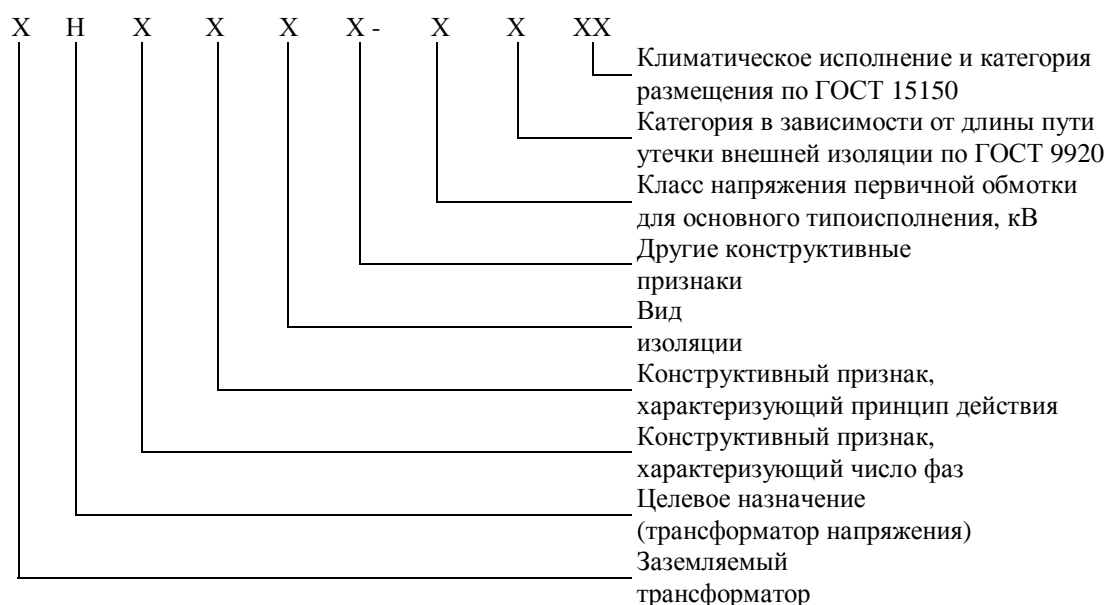 Х Н Х Х Х Х - Х Х ХХ
Климатическое исполнение и категория
размещения по ГОСТ 15150
Категория в зависимости от длины пути
утечки внешней изоляции по ГОСТ 9920
Класс напряжения первичной обмотки
для основного типоисполнения, кВ
Другие конструктивные
признаки
Вид
изоляции
Конструктивный признак,
характеризующий принцип действия
Конструктивный признак,
характеризующий число фаз
Целевое назначение
(трансформатор напряжения)
Заземляемый
трансформатор